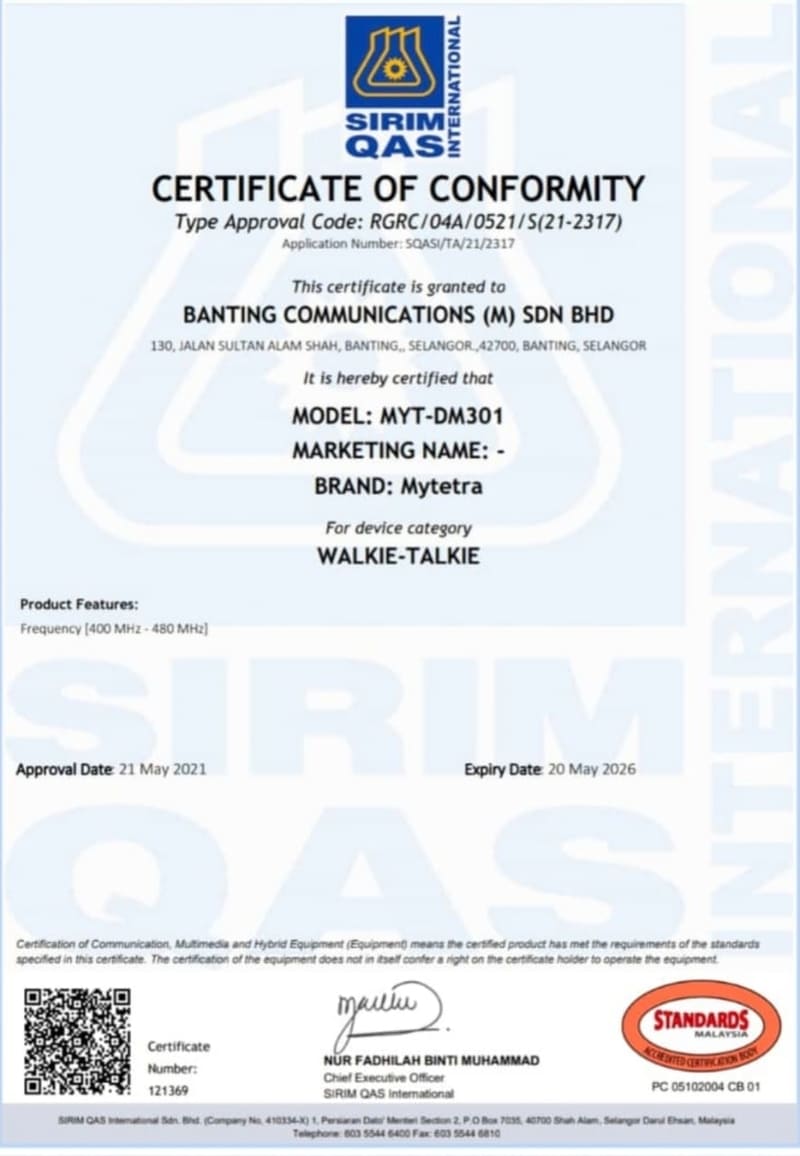 SIRIM
QAS
INTERNATIONAL
CERTIFICATE OF CONFORMITY
Type Approval Code: RGRC/04A/0521/S(21-2317)
Application Number: SQASI/TA/21/2317
This certificate is granted to
BANTING COMMUNICATIONS (M) SDN BHD
130, JALAN SULTAN ALAM SHAH, BANTING,, SELANGOR.,42700, BANTING, SELANGOR
It is hereby certified that
MODEL: MYT-DM301
MARKETING NAME: -
BRAND: Mytetra
For device category
WALKIE-TALKIE
Product Features:
Frequency [400 MHz - 480 MHz]
SIRIM
QAS
INTERNATIONAL
Approval Date: 21 May 2021
Expiry Date: 20 May 2026
Certification of Communication, Multimedia and Hybrid Equipment (Equipment) means the certified product has met the requirements of the standards
specified in this certificate. The certification of the equipment does not in itself confer a right on the certificate holder to operate the equipment.
Certificate
Number:
121369
NUR FADHILAH BINTI MUHAMMAD
Chief Executive Officer
SIRIM QAS International
STANDARDS
MALAYSIA
ACCREDITED CERTIFICATION BODY
PC 05102004 CB 01
SIRIM QAS International Sdn. Bhd. (Company No. 410334-X) 1, Persiaran Dato' Menteri Section 2, P.O Box 7035, 40700 Shah Alam, Selangor Darul Ehsan, Malaysia
Telephone: 603 5544 6400 Fax: 603 5544 6810